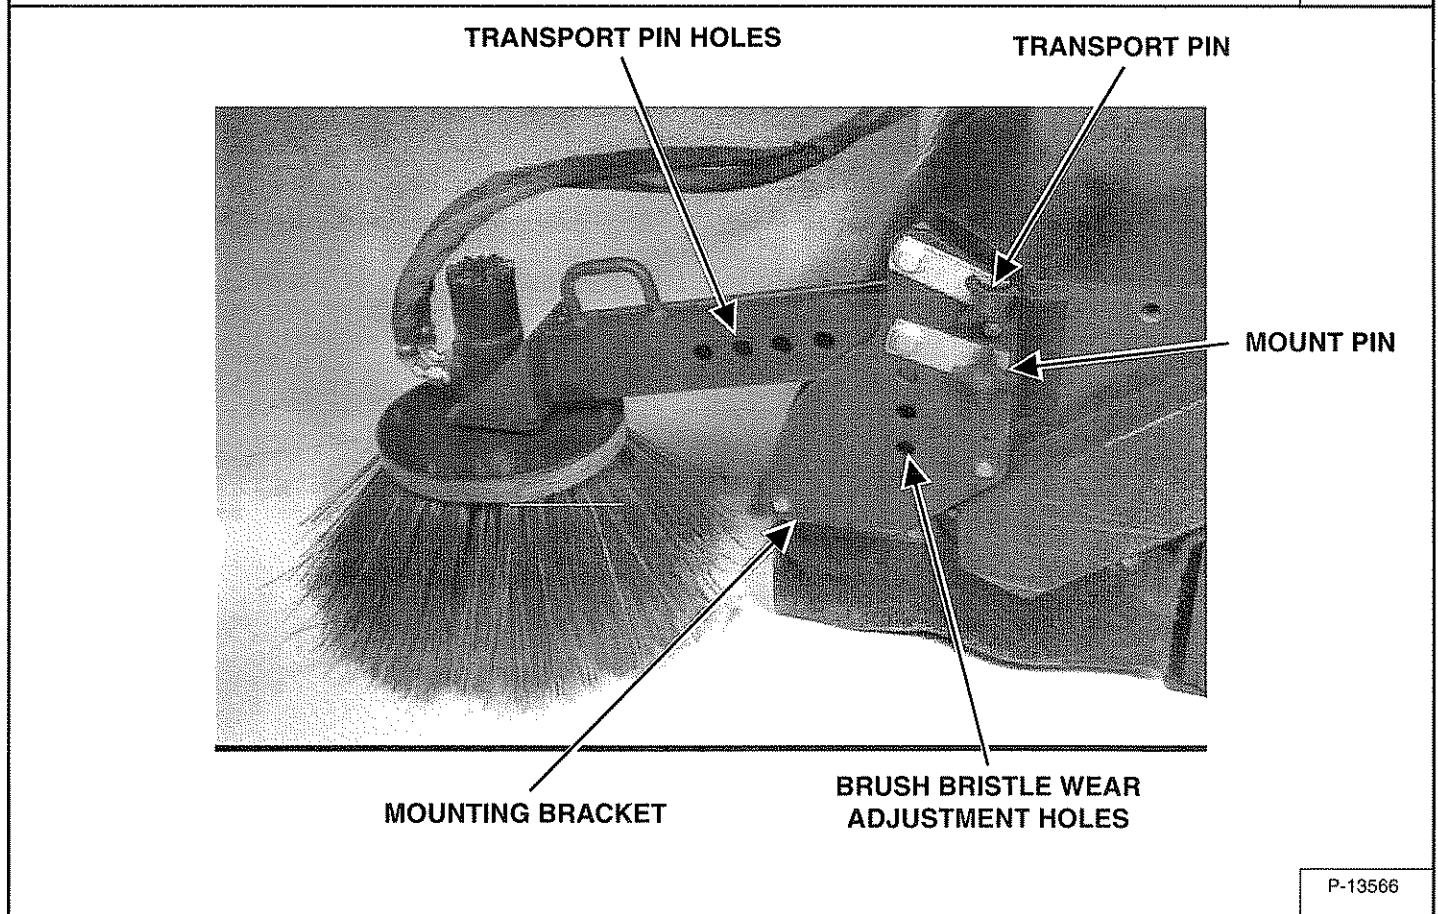 TRANSPORT PIN HOLES
TRANSPORT PIN
MOUNT PIN
BRUSH BRISTLE WEAR
ADJUSTMENT HOLES
MOUNTING BRACKET
P-13566